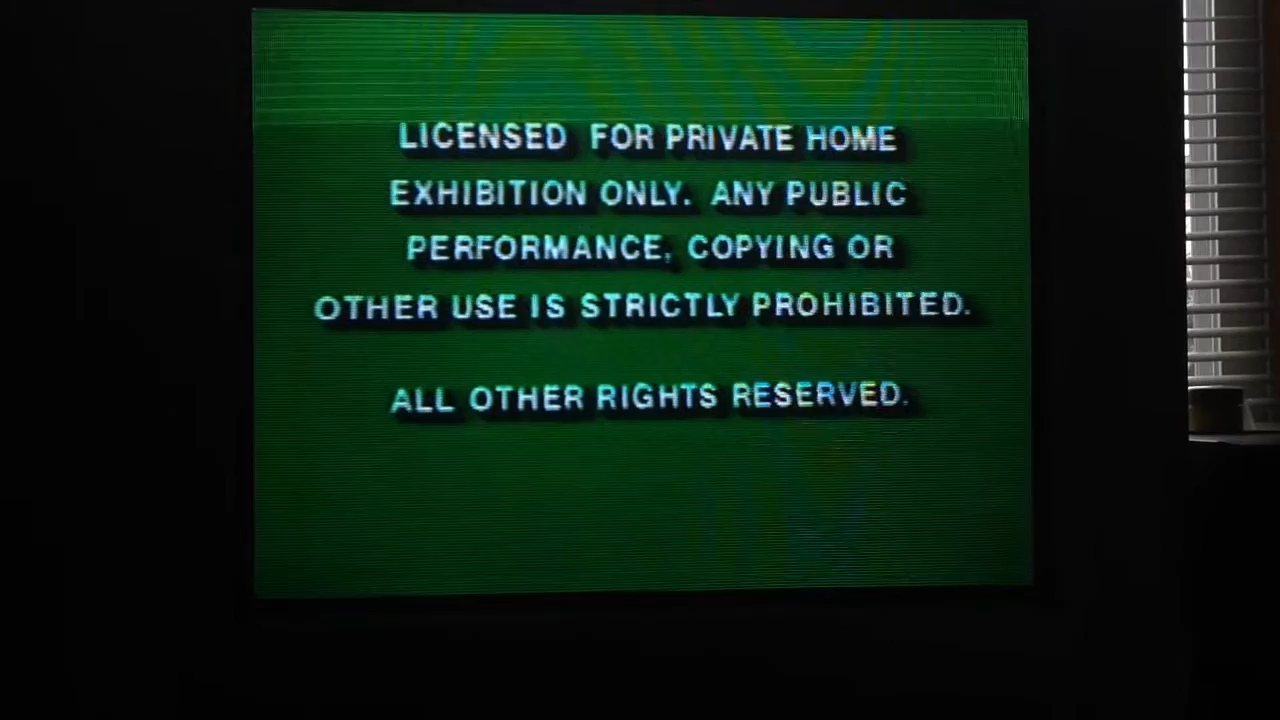 LICENSED FOR PRIVATE HOME
EXHIBITION ONLY. ANY PUBLIC
PERFORMANCE, COPYING OR
OTHER USE IS STRICTLY PROHIBITED.
ALL OTHER RIGHTS RESERVED.